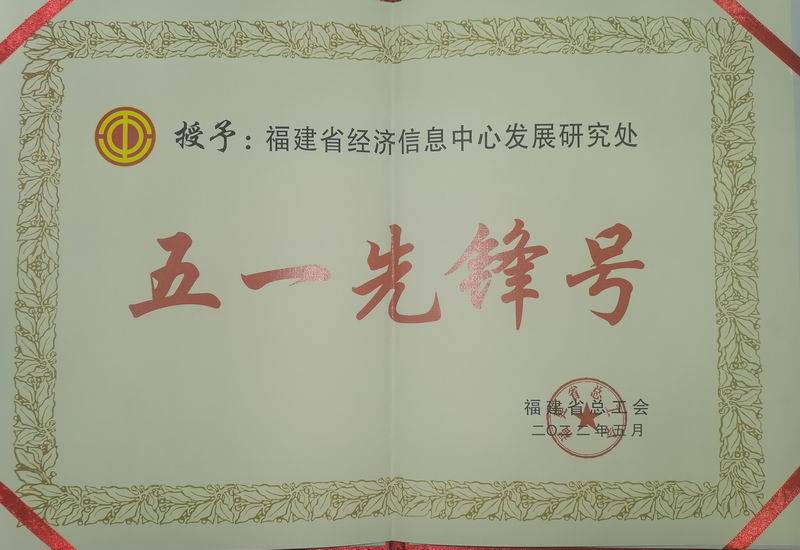 授予：福建省经济信息中心发展研究处
五一先锋号
福建省总工会
二〇二二年五月